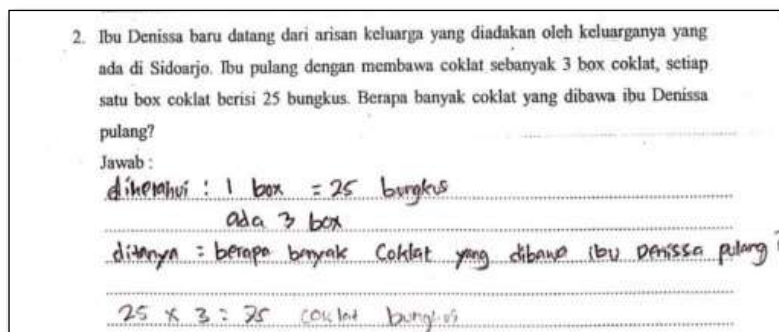 2. Ibu Denissa baru datang dari arisan keluarga yang diadakan oleh keluarganya yang
ada di Sidoarjo. Ibu pulang dengan membawa coklat sebanyak 3 box coklat, setiap
satu box coklat berisi 25 bungkus. Berapa banyak coklat yang dibawa ibu Denissa
pulang?
Jawab :
diketahui : 1 box = 25 bungkus
ada 3 box
ditanya = berapa banyak Coklat yang dibawa ibu Denissa pulang ?
25 x 3 = 75 coklat bungkus